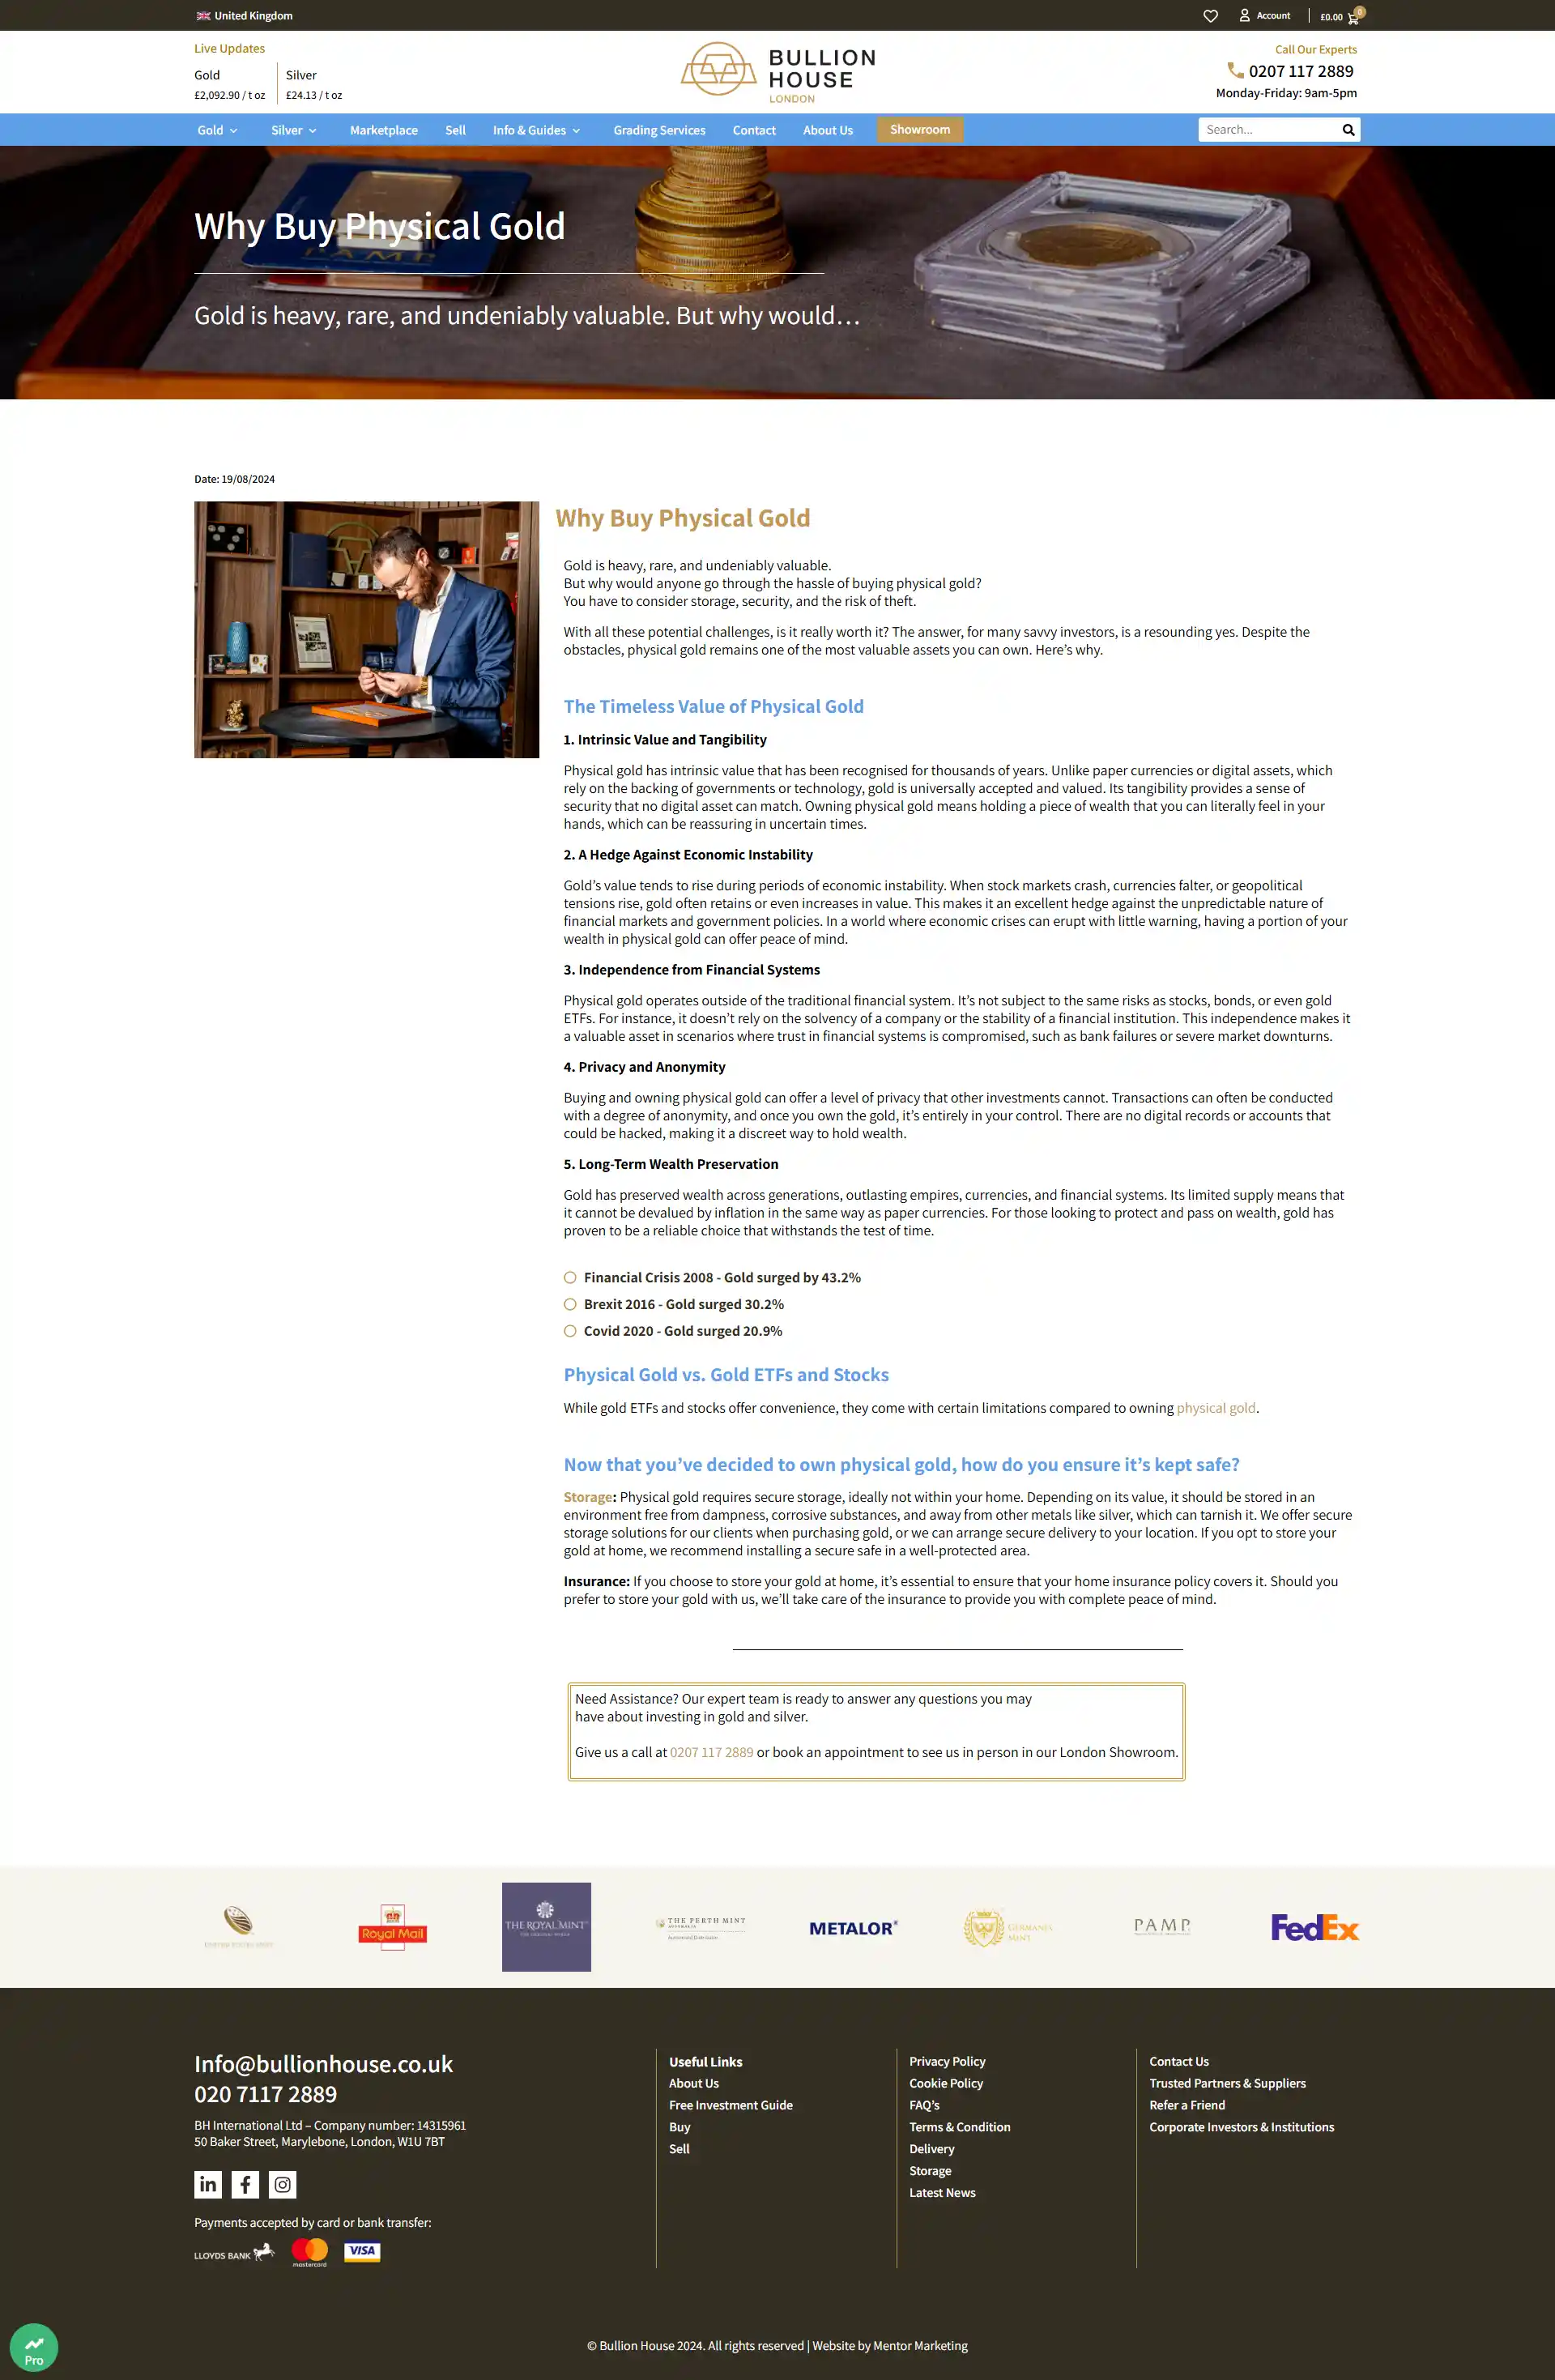 United Kingdom
Account
£0.00
0
Live Updates
Gold
£2,092.90 / t oz
Silver
£24.13 / t oz
BULLION
HOUSE
LONDON
Call Our Experts
0207 117 2889
Monday-Friday: 9am-5pm
Gold
Silver
Marketplace
Sell
Info & Guides
Grading Services
Contact
About Us
Showroom
Search...
Why Buy Physical Gold
PAMP
Gold is heavy, rare, and undeniably valuable. But why would…
Date: 19/08/2024
Why Buy Physical Gold
Gold is heavy, rare, and undeniably valuable.
But why would anyone go through the hassle of buying physical gold?
You have to consider storage, security, and the risk of theft.
With all these potential challenges, is it really worth it? The answer, for many savvy investors, is a resounding yes. Despite the
obstacles, physical gold remains one of the most valuable assets you can own. Here’s why.
The Timeless Value of Physical Gold
1. Intrinsic Value and Tangibility
Physical gold has intrinsic value that has been recognised for thousands of years. Unlike paper currencies or digital assets, which
rely on the backing of governments or technology, gold is universally accepted and valued. Its tangibility provides a sense of
security that no digital asset can match. Owning physical gold means holding a piece of wealth that you can literally feel in your
hands, which can be reassuring in uncertain times.
2. A Hedge Against Economic Instability
Gold’s value tends to rise during periods of economic instability. When stock markets crash, currencies falter, or geopolitical
tensions rise, gold often retains or even increases in value. This makes it an excellent hedge against the unpredictable nature of
financial markets and government policies. In a world where economic crises can erupt with little warning, having a portion of your
wealth in physical gold can offer peace of mind.
3. Independence from Financial Systems
Physical gold operates outside of the traditional financial system. It’s not subject to the same risks as stocks, bonds, or even gold
ETFs. For instance, it doesn’t rely on the solvency of a company or the stability of a financial institution. This independence makes it
a valuable asset in scenarios where trust in financial systems is compromised, such as bank failures or severe market downturns.
4. Privacy and Anonymity
Buying and owning physical gold can offer a level of privacy that other investments cannot. Transactions can often be conducted
with a degree of anonymity, and once you own the gold, it’s entirely in your control. There are no digital records or accounts that
could be hacked, making it a discreet way to hold wealth.
5. Long-Term Wealth Preservation
Gold has preserved wealth across generations, outlasting empires, currencies, and financial systems. Its limited supply means that
it cannot be devalued by inflation in the same way as paper currencies. For those looking to protect and pass on wealth, gold has
proven to be a reliable choice that withstands the test of time.
Financial Crisis 2008 - Gold surged by 43.2%
Brexit 2016 - Gold surged 30.2%
Covid 2020 - Gold surged 20.9%
Physical Gold vs. Gold ETFs and Stocks
While gold ETFs and stocks offer convenience, they come with certain limitations compared to owning physical gold.
Now that you’ve decided to own physical gold, how do you ensure it’s kept safe?
Storage: Physical gold requires secure storage, ideally not within your home. Depending on its value, it should be stored in an
environment free from dampness, corrosive substances, and away from other metals like silver, which can tarnish it. We offer secure
storage solutions for our clients when purchasing gold, or we can arrange secure delivery to your location. If you opt to store your
gold at home, we recommend installing a secure safe in a well-protected area.
Insurance: If you choose to store your gold at home, it’s essential to ensure that your home insurance policy covers it. Should you
prefer to store your gold with us, we’ll take care of the insurance to provide you with complete peace of mind.
Need Assistance? Our expert team is ready to answer any questions you may
have about investing in gold and silver.
Give us a call at 0207 117 2889 or book an appointment to see us in person in our London Showroom.
Royal Mail
THE ROYAL MINT
THE PERTH MINT
METALOR
GERMANIA
MINT
PAMP
FedEx
Info@bullionhouse.co.uk
020 7117 2889
BH International Ltd – Company number: 14315961
50 Baker Street, Marylebone, London, W1U 7BT
Payments accepted by card or bank transfer:
LLOYDS BANK
mastercard
VISA
Useful Links
About Us
Free Investment Guide
Buy
Sell
Privacy Policy
Cookie Policy
FAQ’s
Terms & Condition
Delivery
Storage
Latest News
Contact Us
Trusted Partners & Suppliers
Refer a Friend
Corporate Investors & Institutions
Pro
© Bullion House 2024. All rights reserved | Website by Mentor Marketing